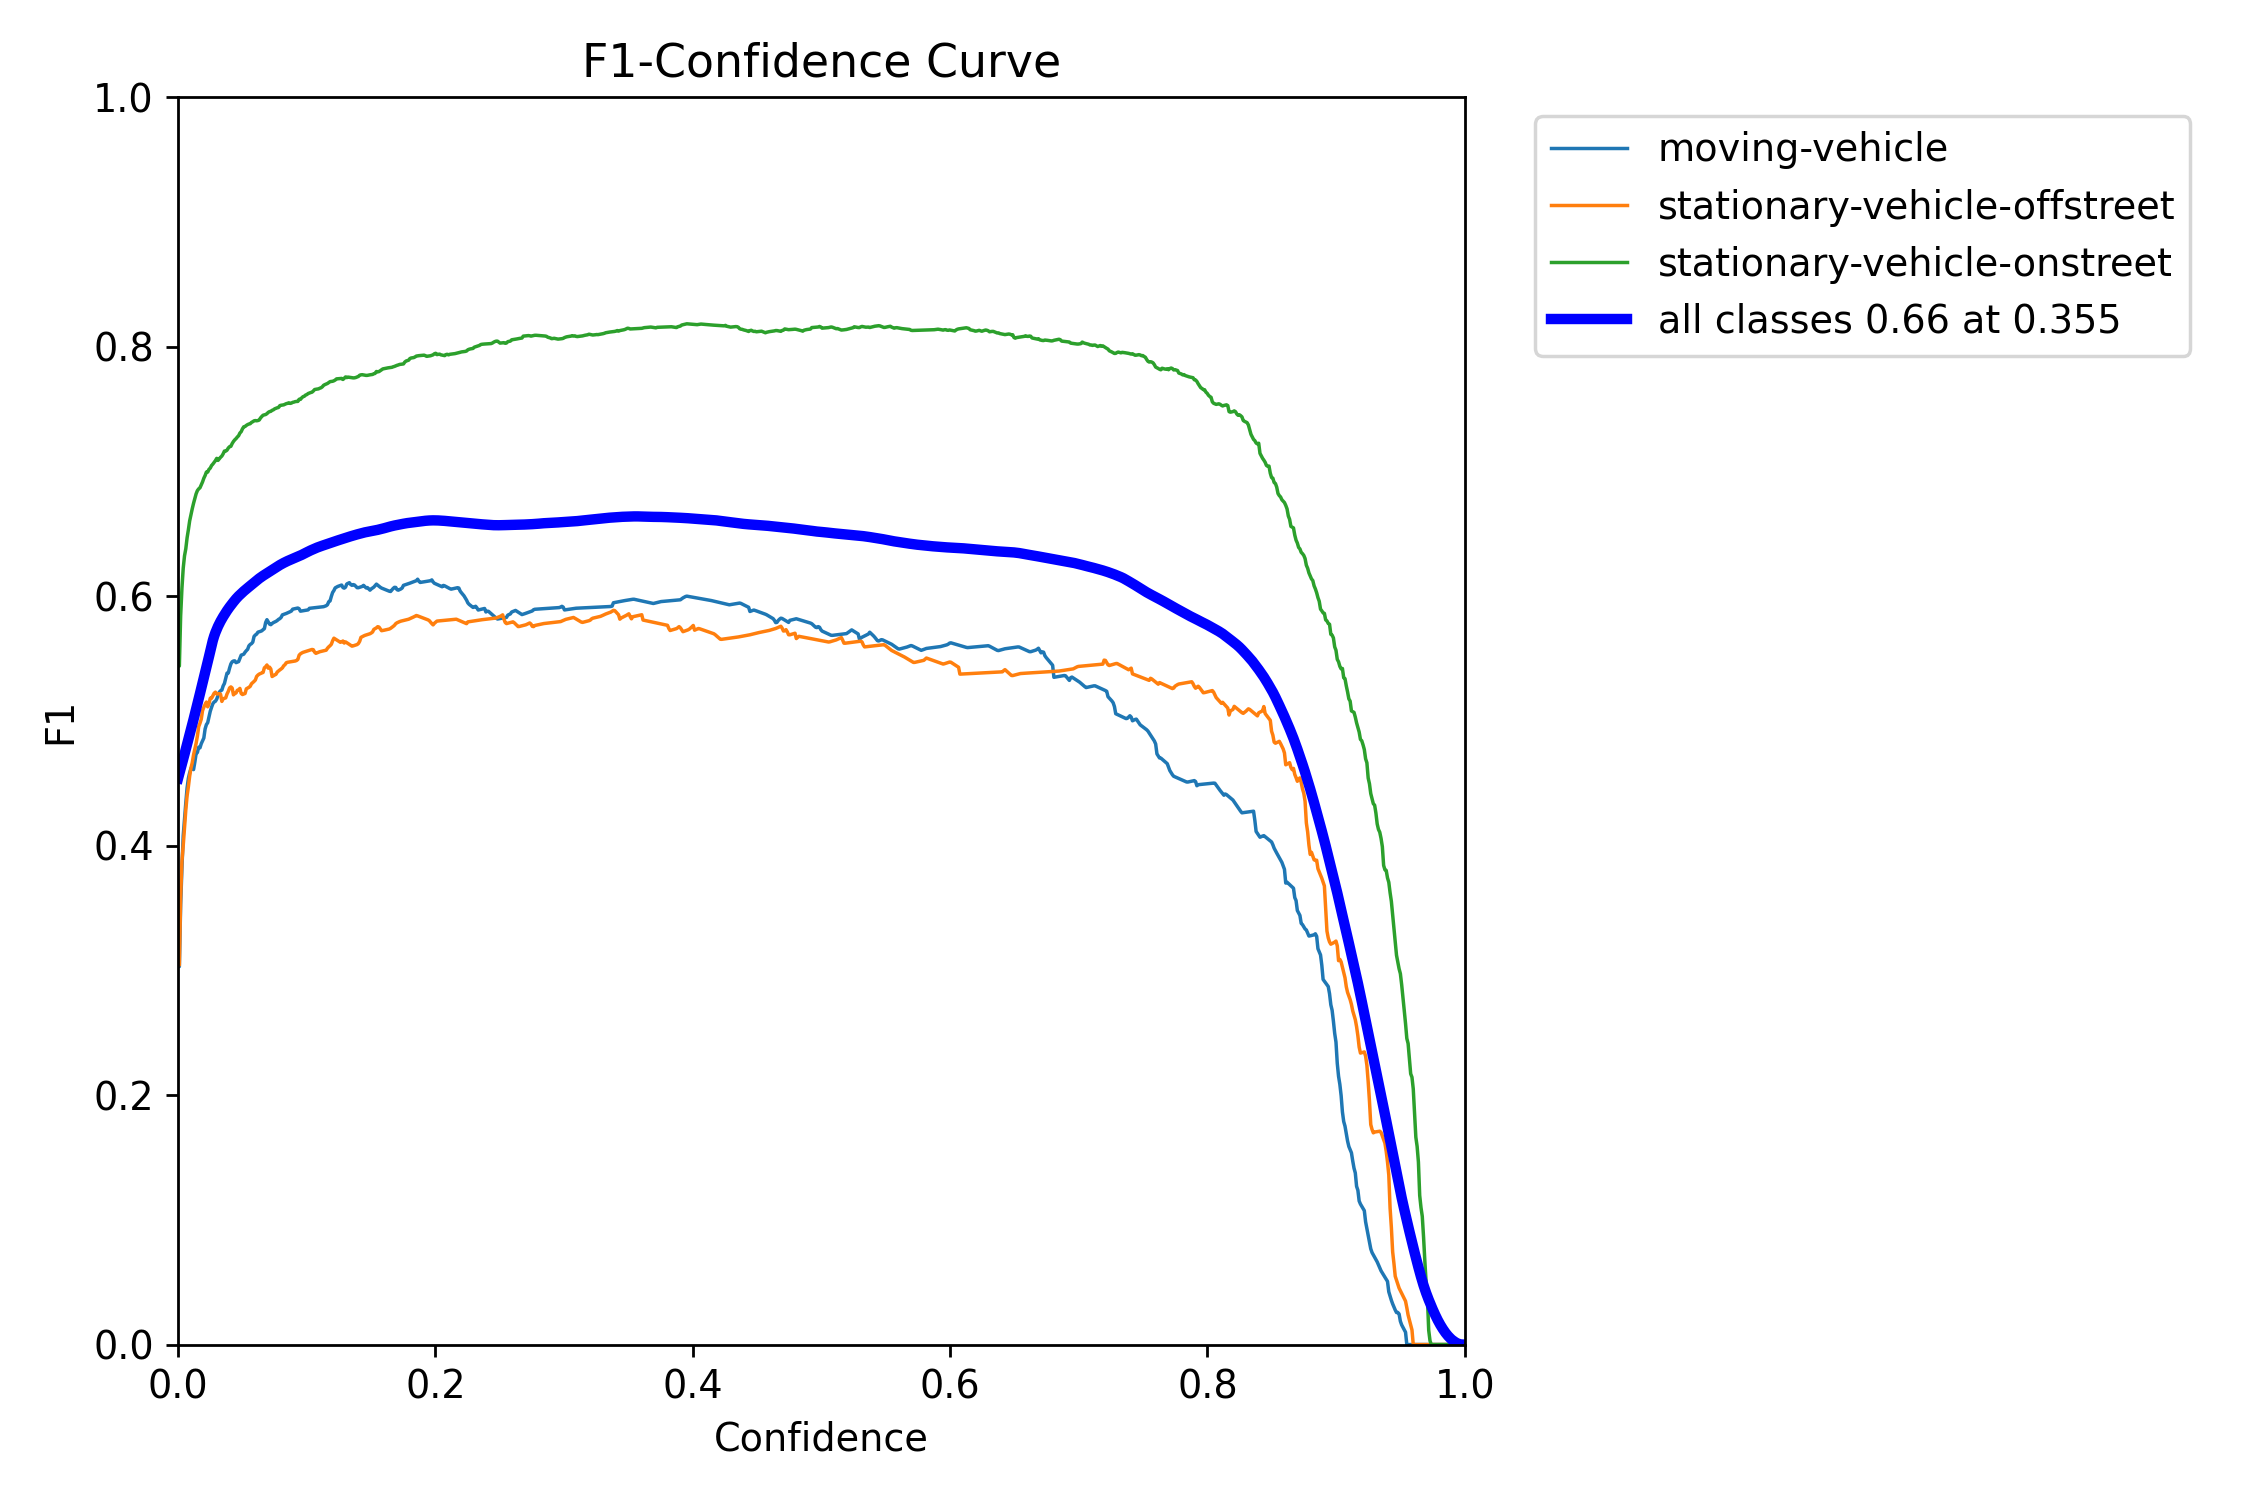 F1-Confidence Curve
1.0
0.8
0.6
0.4
0.2
0.0
F1
0.0 0.2 0.4 0.6 0.8 1.0
Confidence
moving-vehicle
stationary-vehicle-offstreet
stationary-vehicle-onstreet
all classes 0.66 at 0.355